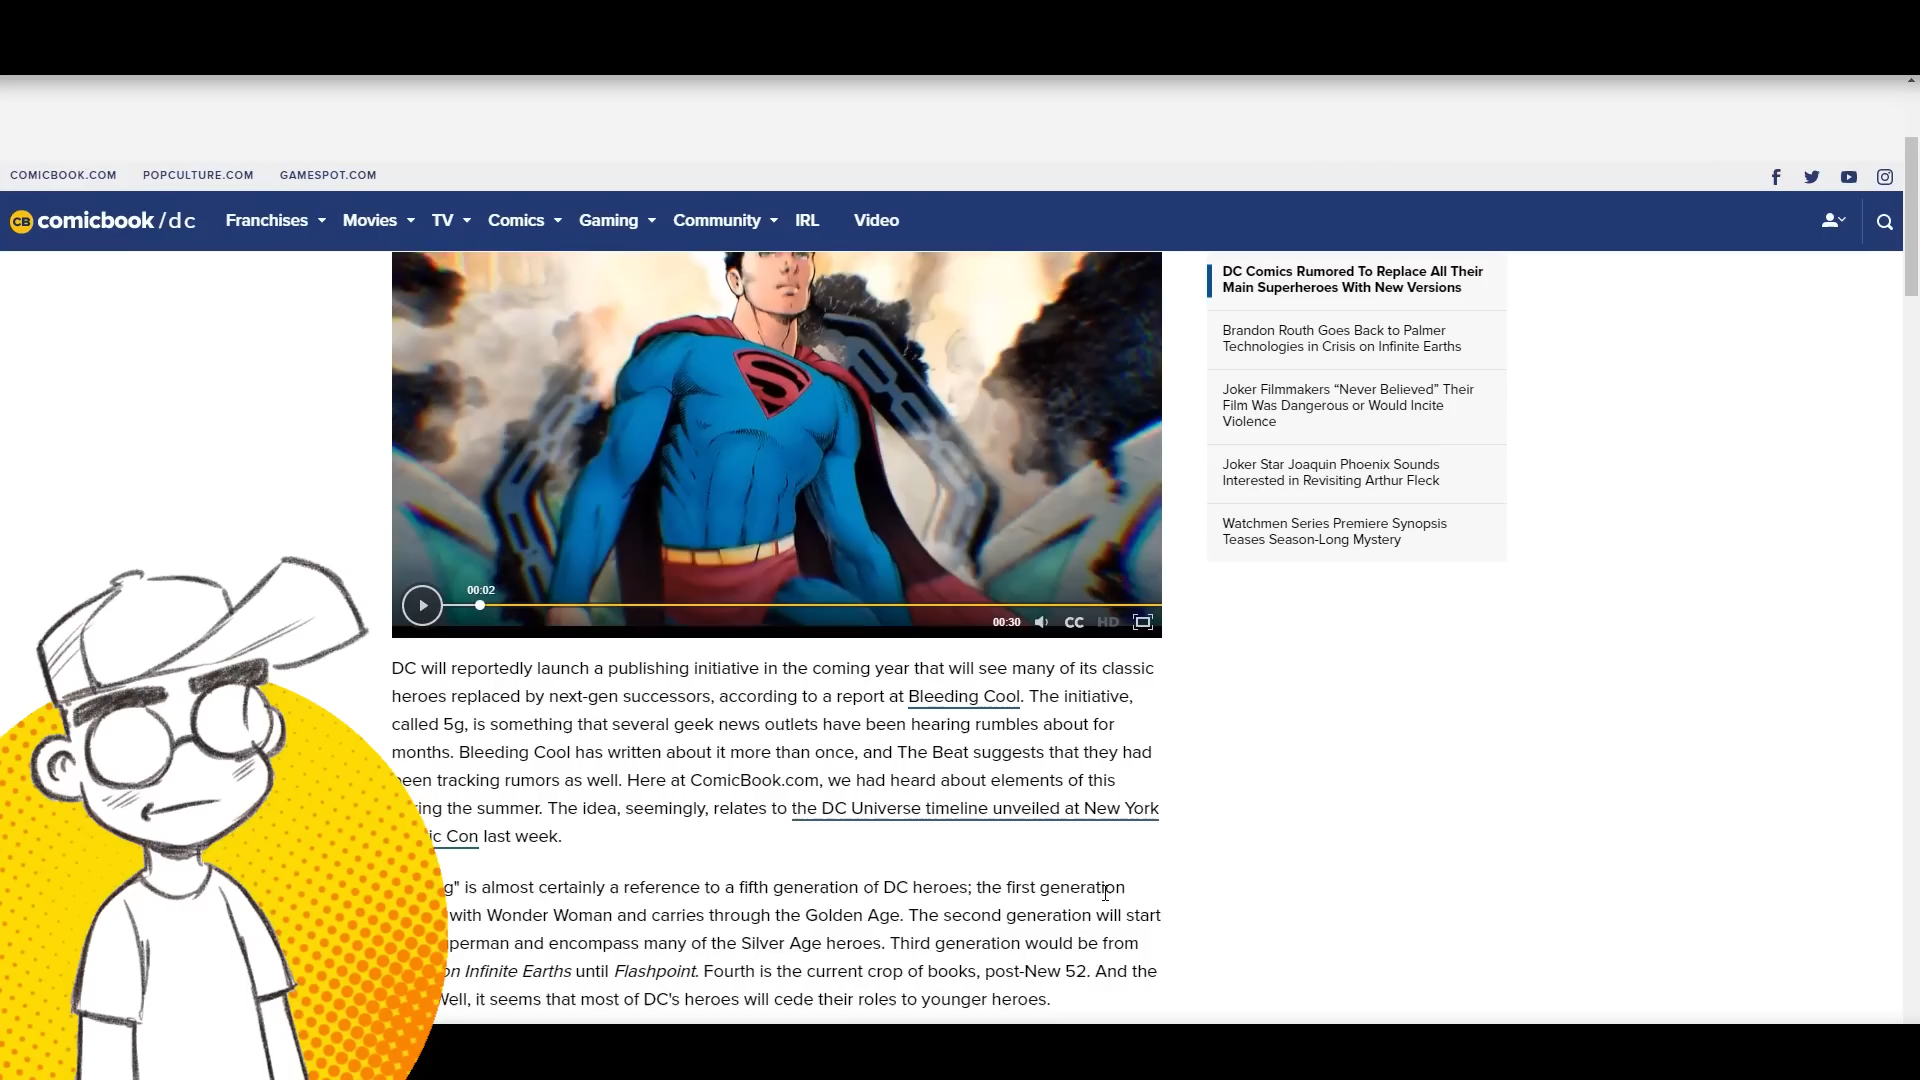 COMICBOOK.COM POPCULTURE.COM GAMESPOT.COM
CB comicbook/dc Franchises Movies TV Comics Gaming Community IRL Video
DC Comics Rumored To Replace All Their
Main Superheroes With New Versions
Brandon Routh Goes Back to Palmer
Technologies in Crisis on Infinite Earths
Joker Filmmakers “Never Believed” Their
Film Was Dangerous or Would Incite
Violence
Joker Star Joaquin Phoenix Sounds
Interested in Revisiting Arthur Fleck
Watchmen Series Premiere Synopsis
Teases Season-Long Mystery
00:02
00:30 CC HD
DC will reportedly launch a publishing initiative in the coming year that will see many of its classic
heroes replaced by next-gen successors, according to a report at Bleeding Cool. The initiative,
called 5g, is something that several geek news outlets have been hearing rumbles about for
months. Bleeding Cool has written about it more than once, and The Beat suggests that they had
een tracking rumors as well. Here at ComicBook.com, we had heard about elements of this
ing the summer. The idea, seemingly, relates to the DC Universe timeline unveiled at New York
ic Con last week.
g" is almost certainly a reference to a fifth generation of DC heroes; the first generation
with Wonder Woman and carries through the Golden Age. The second generation will start
perman and encompass many of the Silver Age heroes. Third generation would be from
on Infinite Earths until Flashpoint. Fourth is the current crop of books, post-New 52. And the
Well, it seems that most of DC's heroes will cede their roles to younger heroes.